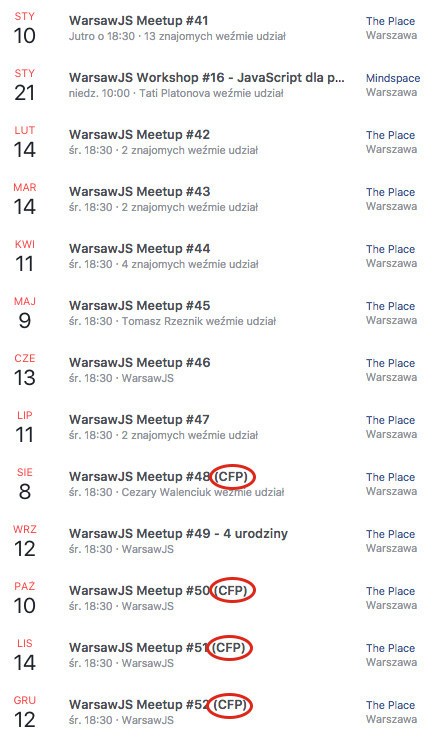 STY
10
WarsawJS Meetup #41
Jutro o 18:30 · 13 znajomych weźmie udział
The Place
Warszawa
STY
21
WarsawJS Workshop #16 - JavaScript dla p...
niedz. 10:00 · Tati Platonova weźmie udział
Mindspace
Warszawa
LUT
14
WarsawJS Meetup #42
śr. 18:30 · 2 znajomych weźmie udział
The Place
Warszawa
MAR
14
WarsawJS Meetup #43
śr. 18:30 · 2 znajomych weźmie udział
The Place
Warszawa
KWI
11
WarsawJS Meetup #44
śr. 18:30 · 4 znajomych weźmie udział
The Place
Warszawa
MAJ
9
WarsawJS Meetup #45
śr. 18:30 · Tomasz Rzeznik weźmie udział
The Place
Warszawa
CZE
13
WarsawJS Meetup #46
śr. 18:30 · WarsawJS
The Place
Warszawa
LIP
11
WarsawJS Meetup #47
śr. 18:30 · 2 znajomych weźmie udział
The Place
Warszawa
SIE
8
WarsawJS Meetup #48 (CFP)
śr. 18:30 · Cezary Walenciuk weźmie udział
The Place
Warszawa
WRZ
12
WarsawJS Meetup #49 - 4 urodziny
śr. 18:30 · WarsawJS
The Place
Warszawa
PAŹ
10
WarsawJS Meetup #50 (CFP)
śr. 18:30 · WarsawJS
The Place
Warszawa
LIS
14
WarsawJS Meetup #51 (CFP)
śr. 18:30 · WarsawJS
The Place
Warszawa
GRU
12
WarsawJS Meetup #52 (CFP)
śr. 18:30 · WarsawJS
The Place
Warszawa